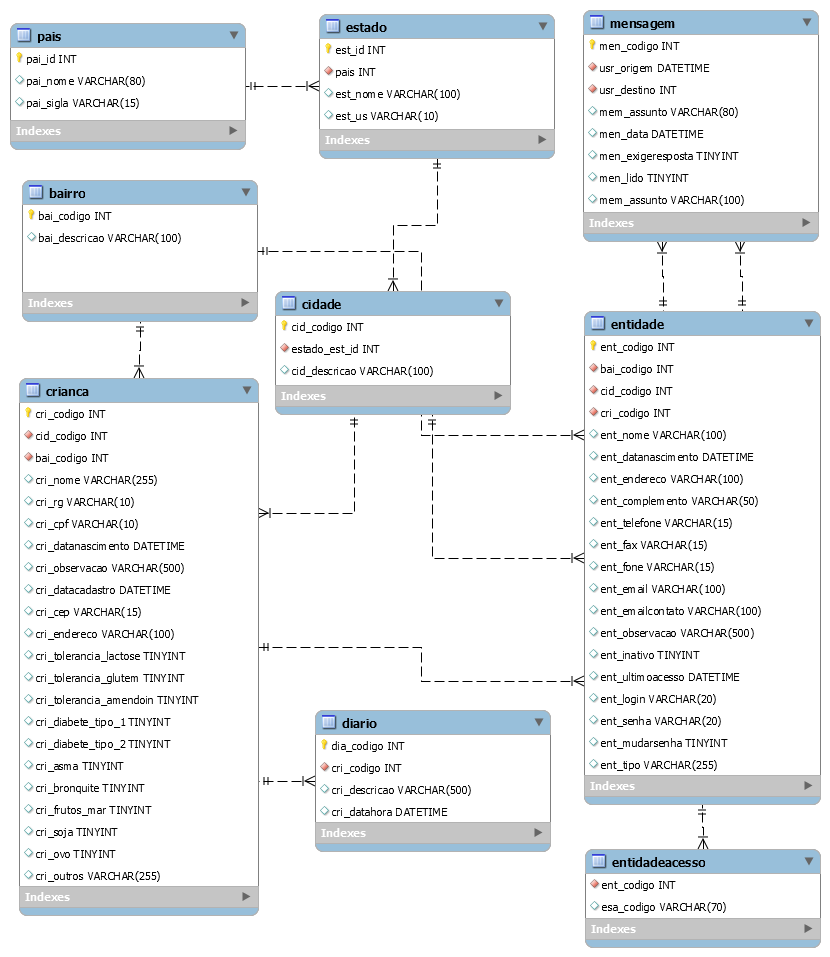 pais
pai_id INT
pai_nome VARCHAR(80)
pai_sigla VARCHAR(15)
Indexes
estado
est_id INT
pais INT
est_nome VARCHAR(100)
est_us VARCHAR(10)
Indexes
mensagem
men_codigo INT
usr_origem DATETIME
usr_destino INT
mem_assunto VARCHAR(80)
men_data DATETIME
men_exigeresposta TINYINT
men_lido TINYINT
mem_assunto VARCHAR(100)
Indexes
bairro
bai_codigo INT
bai_descricao VARCHAR(100)
Indexes
cidade
cid_codigo INT
estado_est_id INT
cid_descricao VARCHAR(100)
Indexes
entidade
ent_codigo INT
bai_codigo INT
cid_codigo INT
cri_codigo INT
ent_nome VARCHAR(100)
ent_datanascimento DATETIME
ent_endereco VARCHAR(100)
ent_complemento VARCHAR(50)
ent_telefone VARCHAR(15)
ent_fax VARCHAR(15)
ent_fone VARCHAR(15)
ent_email VARCHAR(100)
ent_emailcontato VARCHAR(100)
ent_observacao VARCHAR(500)
ent_inativo TINYINT
ent_ultimoacesso DATETIME
ent_login VARCHAR(20)
ent_senha VARCHAR(20)
ent_mudarsenha TINYINT
ent_tipo VARCHAR(255)
Indexes
crianca
cri_codigo INT
cid_codigo INT
bai_codigo INT
cri_nome VARCHAR(255)
cri_rg VARCHAR(10)
cri_cpf VARCHAR(10)
cri_datanascimento DATETIME
cri_observacao VARCHAR(500)
cri_datacadastro DATETIME
cri_cep VARCHAR(15)
cri_endereco VARCHAR(100)
cri_tolerancia_lactose TINYINT
cri_tolerancia_glutem TINYINT
cri_tolerancia_amendoin TINYINT
cri_diabete_tipo_1 TINYINT
cri_diabete_tipo_2 TINYINT
cri_asma TINYINT
cri_bronquite TINYINT
cri_frutos_mar TINYINT
cri_soja TINYINT
cri_ovo TINYINT
cri_outros VARCHAR(255)
Indexes
diario
dia_codigo INT
cri_codigo INT
cri_descricao VARCHAR(500)
cri_datahora DATETIME
Indexes
entidadeacesso
ent_codigo INT
esa_codigo VARCHAR(70)
Indexes